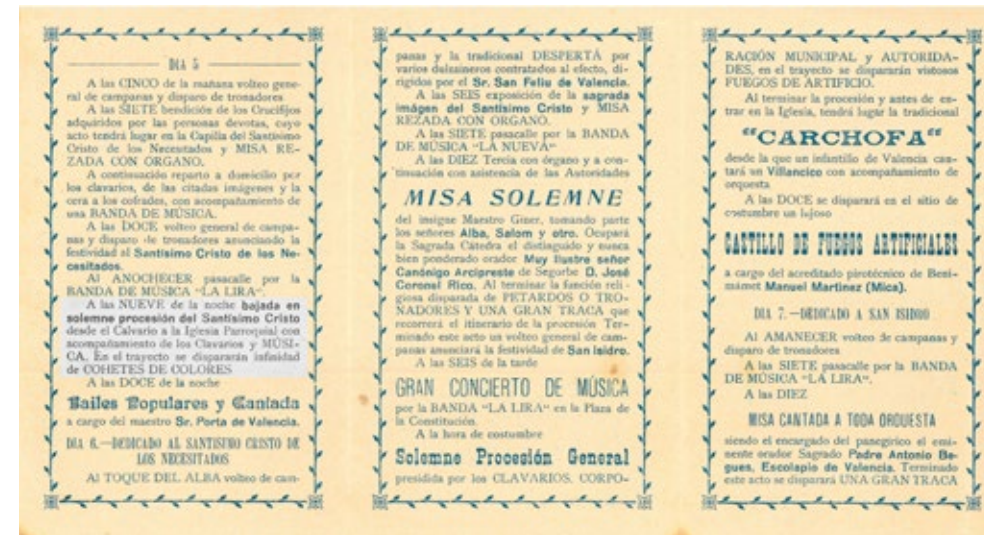 DIA 5
A las CINCO de la mañana volteo gene-
ral de campanas y disparo de tronadores
A las SIETE bendición de los Crucifijos
adquiridos por las personas devotas, cuyo
acto tendrá lugar en la Capilla del Santísimo
Cristo de los Necesitados y MISA RE-
ZADA CON ORGANO.
A continuación reparto a domicilio por
los clavarios, de las citadas imágenes y la
cera a los cofrades, con acompañamiento de
una BANDA DE MÚSICA.
A las DOCE volteo general de campa-
nas y disparo de tronadores anunciando la
festividad al Santísimo Cristo de los Ne-
cesitados.
Al ANOCHECER pasacalle por la
BANDA DE MÚSICA "LA LIRA".
A las NUEVE de la noche bajada en
solemne procesión del Santísimo Cristo
desde el Calvario a la Iglesia Parroquial con
acompañamiento de los Clavarios y MÚSI-
CA. En el trayecto se dispararán infinidad
de COHETES DE COLORES
A las DOCE de la noche
Bailes Populares y Cantada
a cargo del maestro Sr. Porta de Valencia.
DIA 6.—DEDICADO AL SANTISIMO CRISTO DE
LOS NECESITADOS
Al TOQUE DEL ALBA volteo de cam-
panas y la tradicional DESPERTÁ por
varios dulzaineros contratados al efecto, di-
rigidos por el Sr. San Feliu de Valencia.
A las SEIS exposición de la sagrada
imágen del Santísimo Cristo y MISA
REZADA CON ORGANO.
A las SIETE pasacalle por la BANDA
DE MÚSICA "LA NUEVA"
A las DIEZ Tercia con órgano y a con-
tinuación con asistencia de las Autoridades
MISA SOLEMNE
del insigne Maestro Giner, tomando parte
los señores Alba, Salom y otro. Ocupará
la Sagrada Cátedra el distinguido y nunca
bien ponderado orador Muy Ilustre señor
Canónigo Arcipreste de Segorbe D. José
Coronel Rico. Al terminar la función reli-
giosa disparada de PETARDOS O TRO-
NADORES Y UNA GRAN TRACA que
recorrerá el itinerario de la procesión Ter-
minado este acto un volteo general de cam-
panas anunciará la festividad de San Isidro.
A las SEIS de la tarde
GRAN CONCIERTO DE MÚSICA
por la BANDA "LA LIRA" en la Plaza de
la Constitución.
A la hora de costumbre
Solemne Procesión General
presidida por los CLAVARIOS. CORPO-
RACIÓN MUNICIPAL y AUTORIDA-
DES, en el trayecto se dispararán vistosos
FUEGOS DE ARTIFICIO.
Al terminar la procesión y antes de en-
trar en la Iglesia, tendrá lugar la tradicional
"CARCHOFA"
desde la que un infantillo de Valencia can-
tará un Villancico con acompañamiento de
orquesta
A las DOCE se disparará en el sitio de
costumbre un lujoso
CASTILLO DE FUEGOS ARTIFICIALES
a cargo del acreditado pirotécnico de Beni-
mámet Manuel Martinez (Mica).
DIA 7.—DEDICADO A SAN ISIDRO
Al AMANECER volteo de campanas y
disparo de tronadores
A las SIETE pasacalle por la BANDA
DE MÚSICA "LA LIRA".
A las DIEZ
MISA CANTADA A TODA ORQUESTA
siendo el encargado del panegírico el emi-
nente orador Sagrado Padre Antonio Be-
gues, Escolapio de Valencia. Terminado
este acto se disparará UNA GRAN TRACA